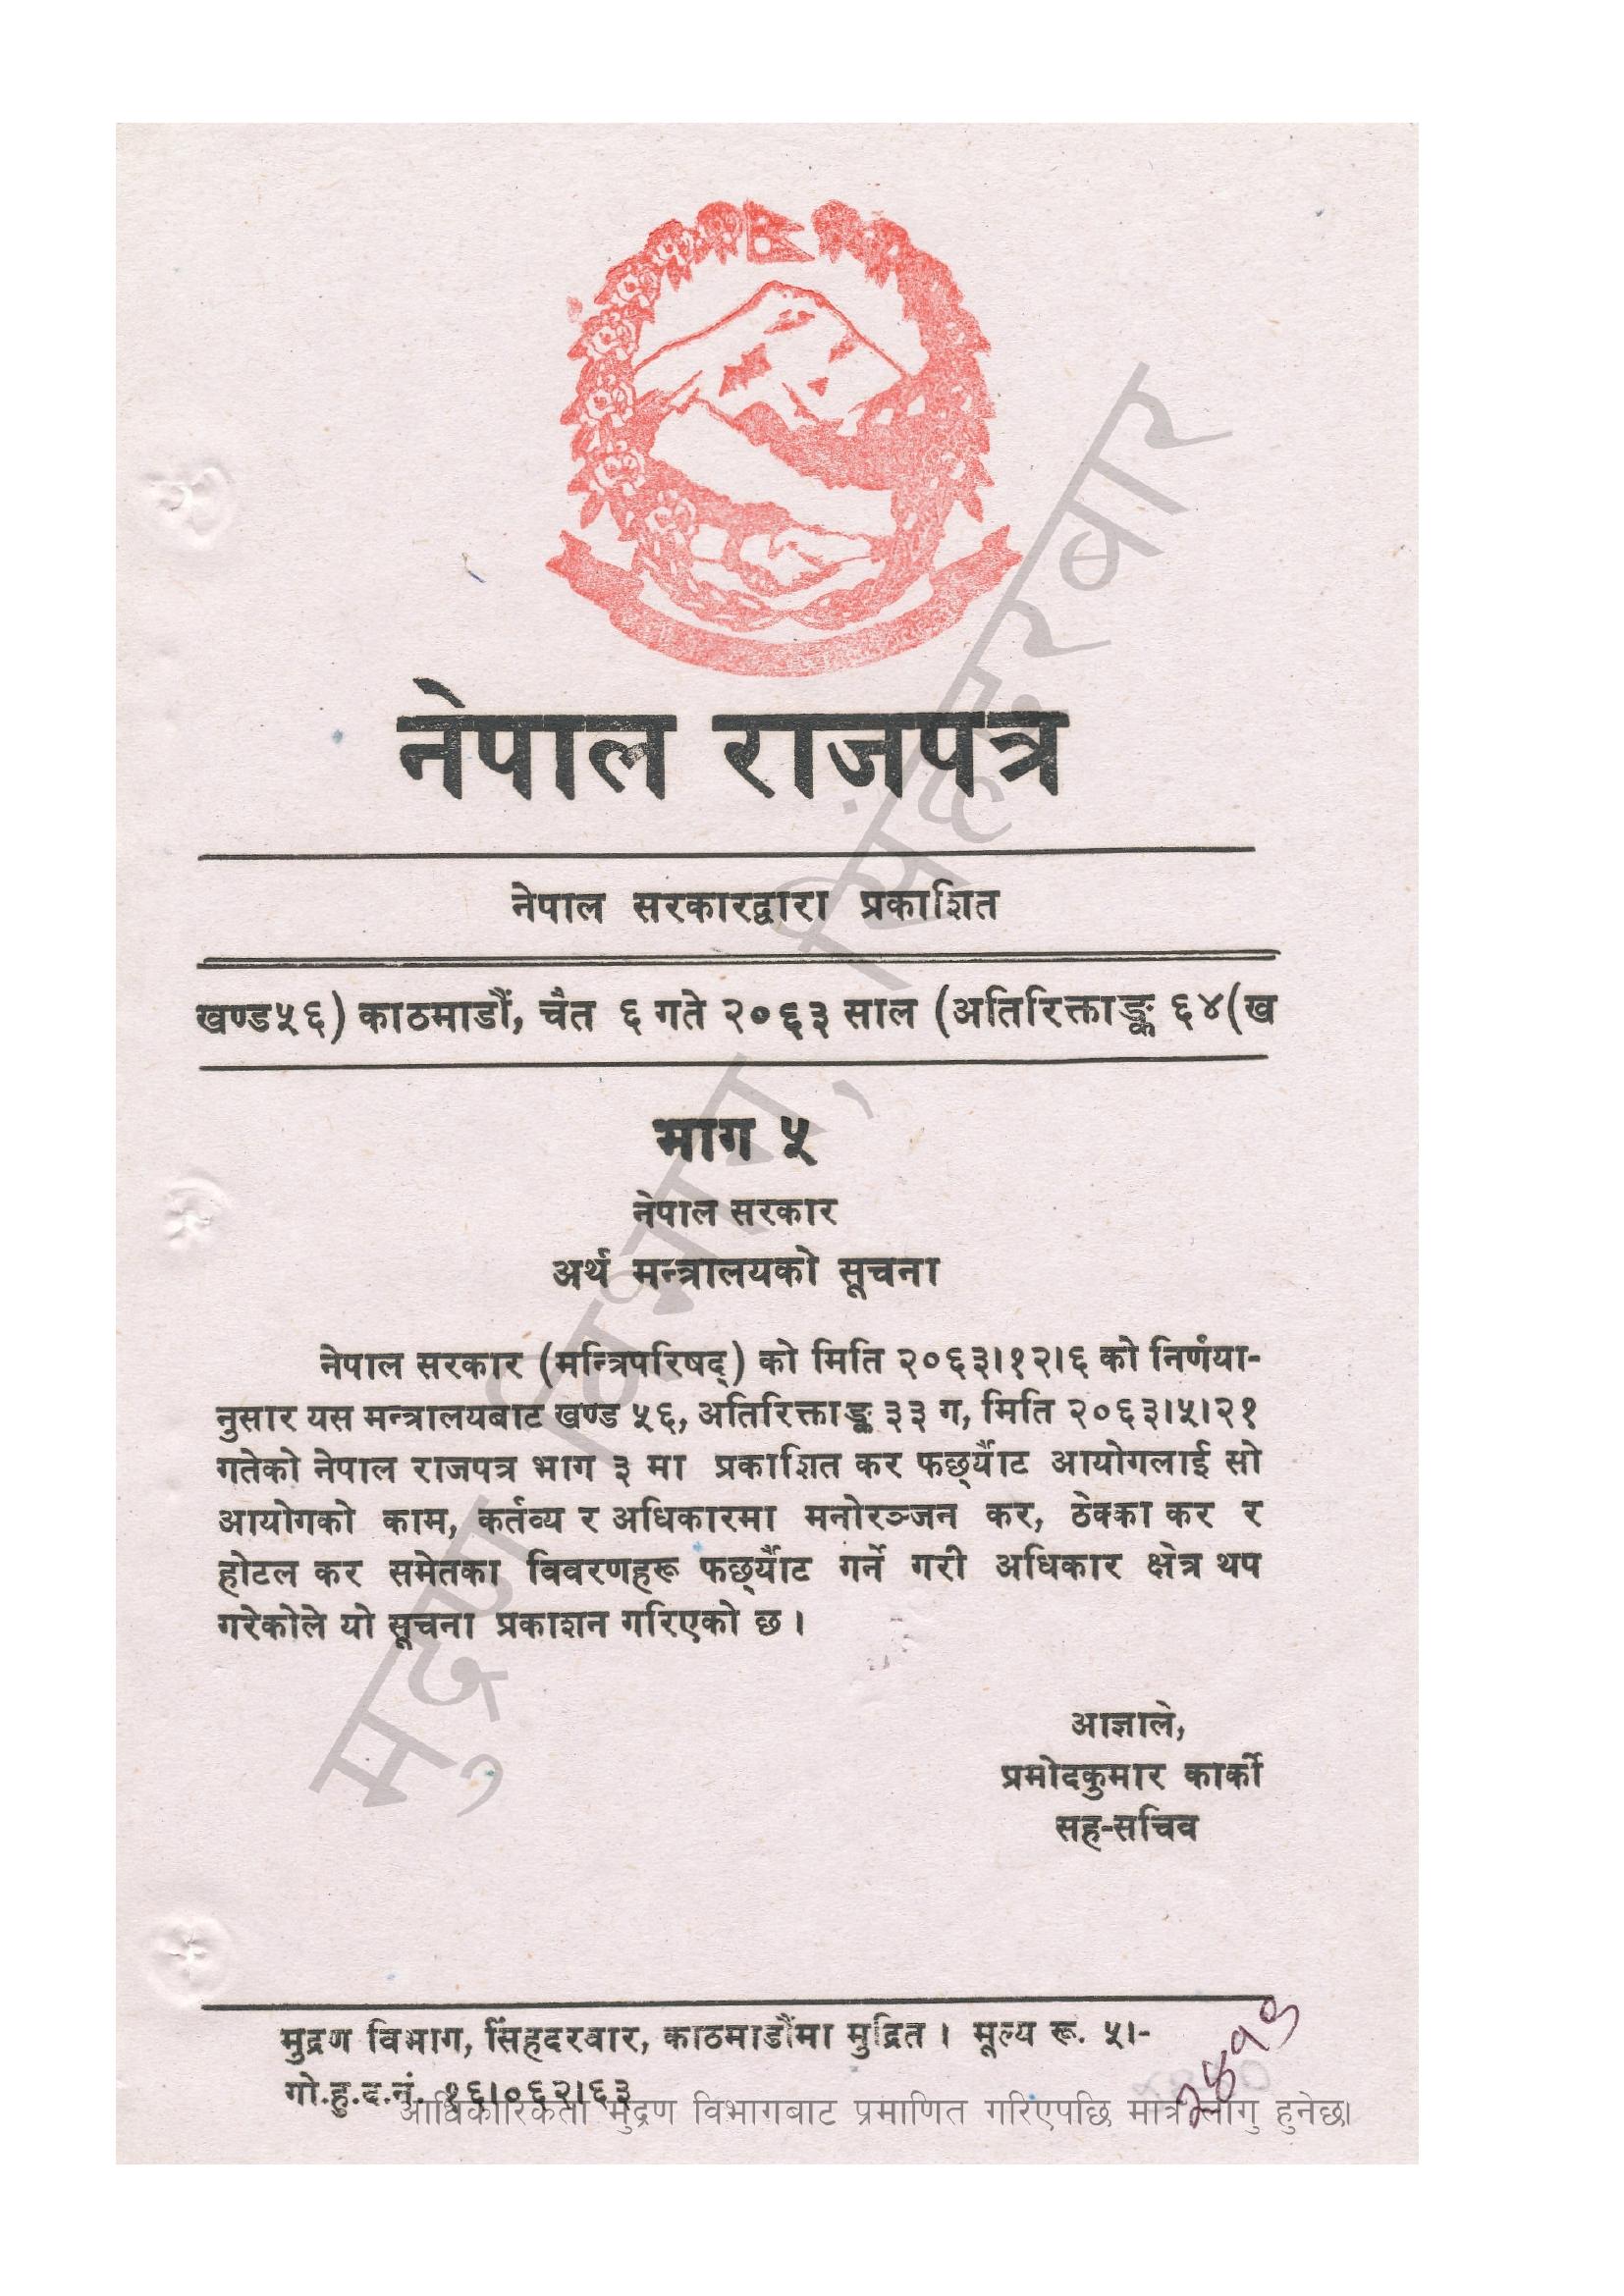 नेपाल राजपत्र
नेपाल सरकारद्वारा प्रकाशित
खण्ड५६) काठमाडौं, चैत ६ गते २०६३ साल (अतिरिक्ताङ्क ६४(ख
भाग ५
नेपाल सरकार
अर्थ मन्त्रालयको सूचना
नेपाल सरकार (मन्त्रिपरिषद्) को मिति २०६३।१२।६ को निर्णया-
नुसार यस मन्त्रालयबाट खण्ड ५६, अतिरिक्ताङ्क ३३ ग, मिति २०६३।५।२१
गतेको नेपाल राजपत्र भाग ३ मा प्रकाशित कर फर्छ्यौट आयोगलाई सो
आयोगको काम, कर्तव्य र अधिकारमा मनोरञ्जन कर, ठेक्का कर र
होटल कर समेतका विवरणहरू फर्छ्यौट गर्ने गरी अधिकार क्षेत्र थप
गरेकोले यो सूचना प्रकाशन गरिएको छ ।
आज्ञाले,
प्रमोदकुमार कार्की
सह-सचिव
मुद्रण विभाग, सिंहदरबार, काठमाडौंमा मुद्रित । मूल्य रू. ५।-
गो.हु.द.नं. १६।०६२।६३
आधिकारिकता मुद्रण विभागबाट प्रमाणित गरिएपछि मात्र लागु हुनेछ।
मुद्रण विभाग, सिंहदरबार